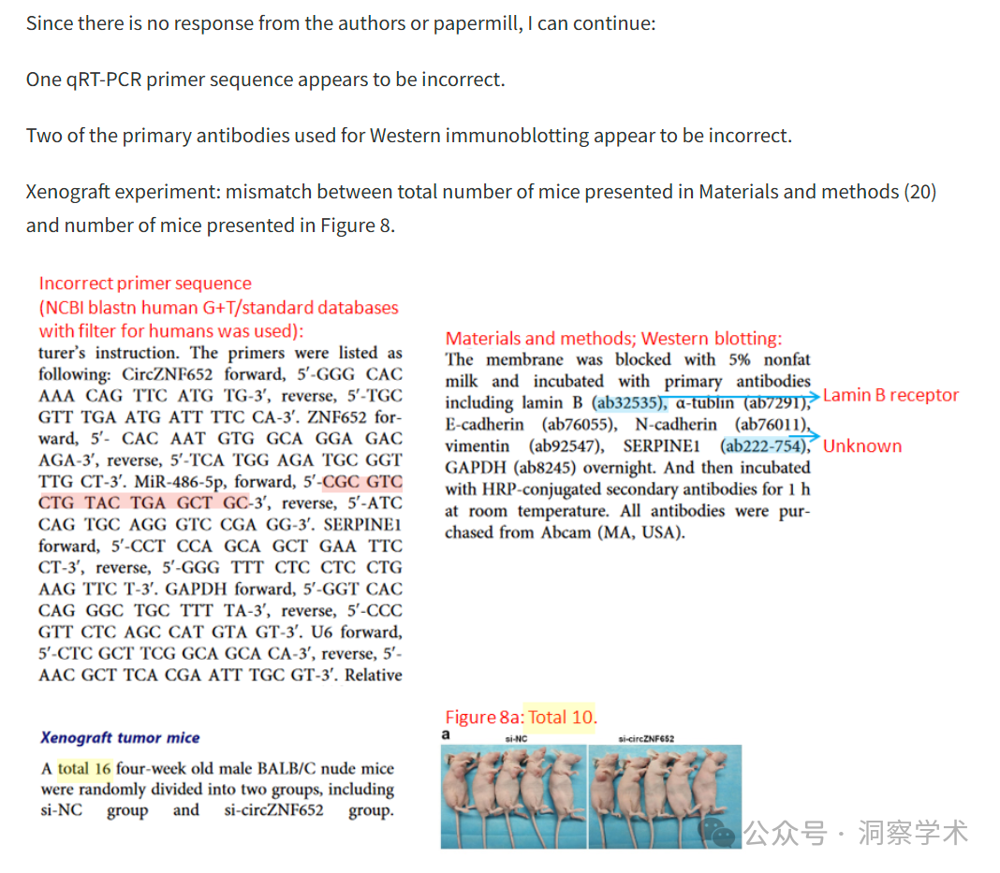 Since there is no response from the authors or papermill, I can continue:
One qRT-PCR primer sequence appears to be incorrect.
Two of the primary antibodies used for Western immunoblotting appear to be incorrect.
Xenograft experiment: mismatch between total number of mice presented in Materials and methods (20)
and number of mice presented in Figure 8.
Incorrect primer sequence
(NCBI blastn human G+T/standard databases
with filter for humans was used):
turer's instruction. The primers were listed as
following: CircZNF652 forward, 5′-GGG CAC
AAA CAG TTC ATG TG-3′, reverse, 5′-TGC
GTT TGA ATG ATT TTC CA-3′. ZNF652 for-
ward, 5′- CAC AAT GTG GCA GGA GAC
AGA-3′, reverse, 5′-TCA TGG AGA TGC GGT
TTG CT-3′. MiR-486-5p, forward, 5′-CGC GTC
CTG TAC TGA GCT GC-3′, reverse, 5′-ATC
CAG TGC AGG GTC CGA GG-3′. SERPINE1
forward, 5′-CCT CCA GCA GCT GAA TTC
CT-3′, reverse, 5′-GGG TTT CTC CTC CTG
AAG TTC T-3′. GAPDH forward, 5′-GGT CAC
CAG GGC TGC TTT TA-3′, reverse, 5′-CCC
GTT CTC AGC CAT GTA GT-3′. U6 forward,
5′-CTC GCT TCG GCA GCA CA-3′, reverse, 5′-
AAC GCT TCA CGA ATT TGC GT-3′. Relative
Materials and methods; Western blotting:
The membrane was blocked with 5% nonfat
milk and incubated with primary antibodies
including lamin B (ab32535), α-tublin (ab7291),
E-cadherin (ab76055), N-cadherin (ab76011),
vimentin (ab92547), SERPINE1 (ab222-754),
GAPDH (ab8245) overnight. And then incubated
with HRP-conjugated secondary antibodies for 1 h
at room temperature. All antibodies were pur-
chased from Abcam (MA, USA).
Lamin B receptor
Unknown
Xenograft tumor mice
A total 16 four-week old male BALB/C nude mice
were randomly divided into two groups, including
si-NC group and si-circZNF652 group.
Figure 8a: Total 10.
a
si-NC si-circZNF652
公众号 · 洞察学术